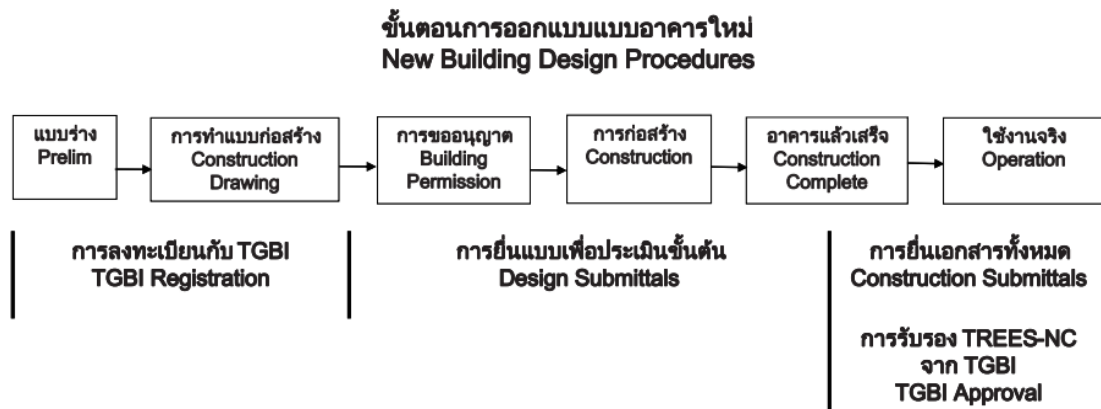 ขั้นตอนการออกแบบแบบอาคารใหม่
New Building Design Procedures
แบบร่าง
Prelim
การทำแบบก่อสร้าง
Construction
Drawing
การขออนุญาต
Building
Permission
การก่อสร้าง
Construction
อาคารแล้วเสร็จ
Construction
Complete
ใช้งานจริง
Operation
การลงทะเบียนกับ TGBI
TGBI Registration
การยื่นแบบเพื่อประเมินขั้นต้น
Design Submittals
การยื่นเอกสารทั้งหมด
Construction Submittals
การรับรอง TREES-NC
จาก TGBI
TGBI Approval